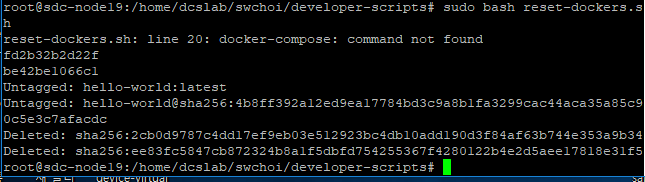 root@sdc-node19:/home/dcslab/swchoi/developer-scripts# sudo bash reset-dockers.s
h
reset-dockers.sh: line 20: docker-compose: command not found
fd2b32b2d22f
be42be1066c1
Untagged: hello-world:latest
Untagged: hello-world@sha256:4b8ff392a12ed9ea17784bd3c9a8b1fa3299cac44aca35a85c9
0c5e3c7afacdc
Deleted: sha256:2cb0d9787c4dd17ef9eb03e512923bc4db10add190d3f84af63b744e353a9b34
Deleted: sha256:ee83fc5847cb872324b8a1f5dbfd754255367f4280122b4e2d5aee17818e31f5
root@sdc-node19:/home/dcslab/swchoi/developer-scripts#
device-virtual